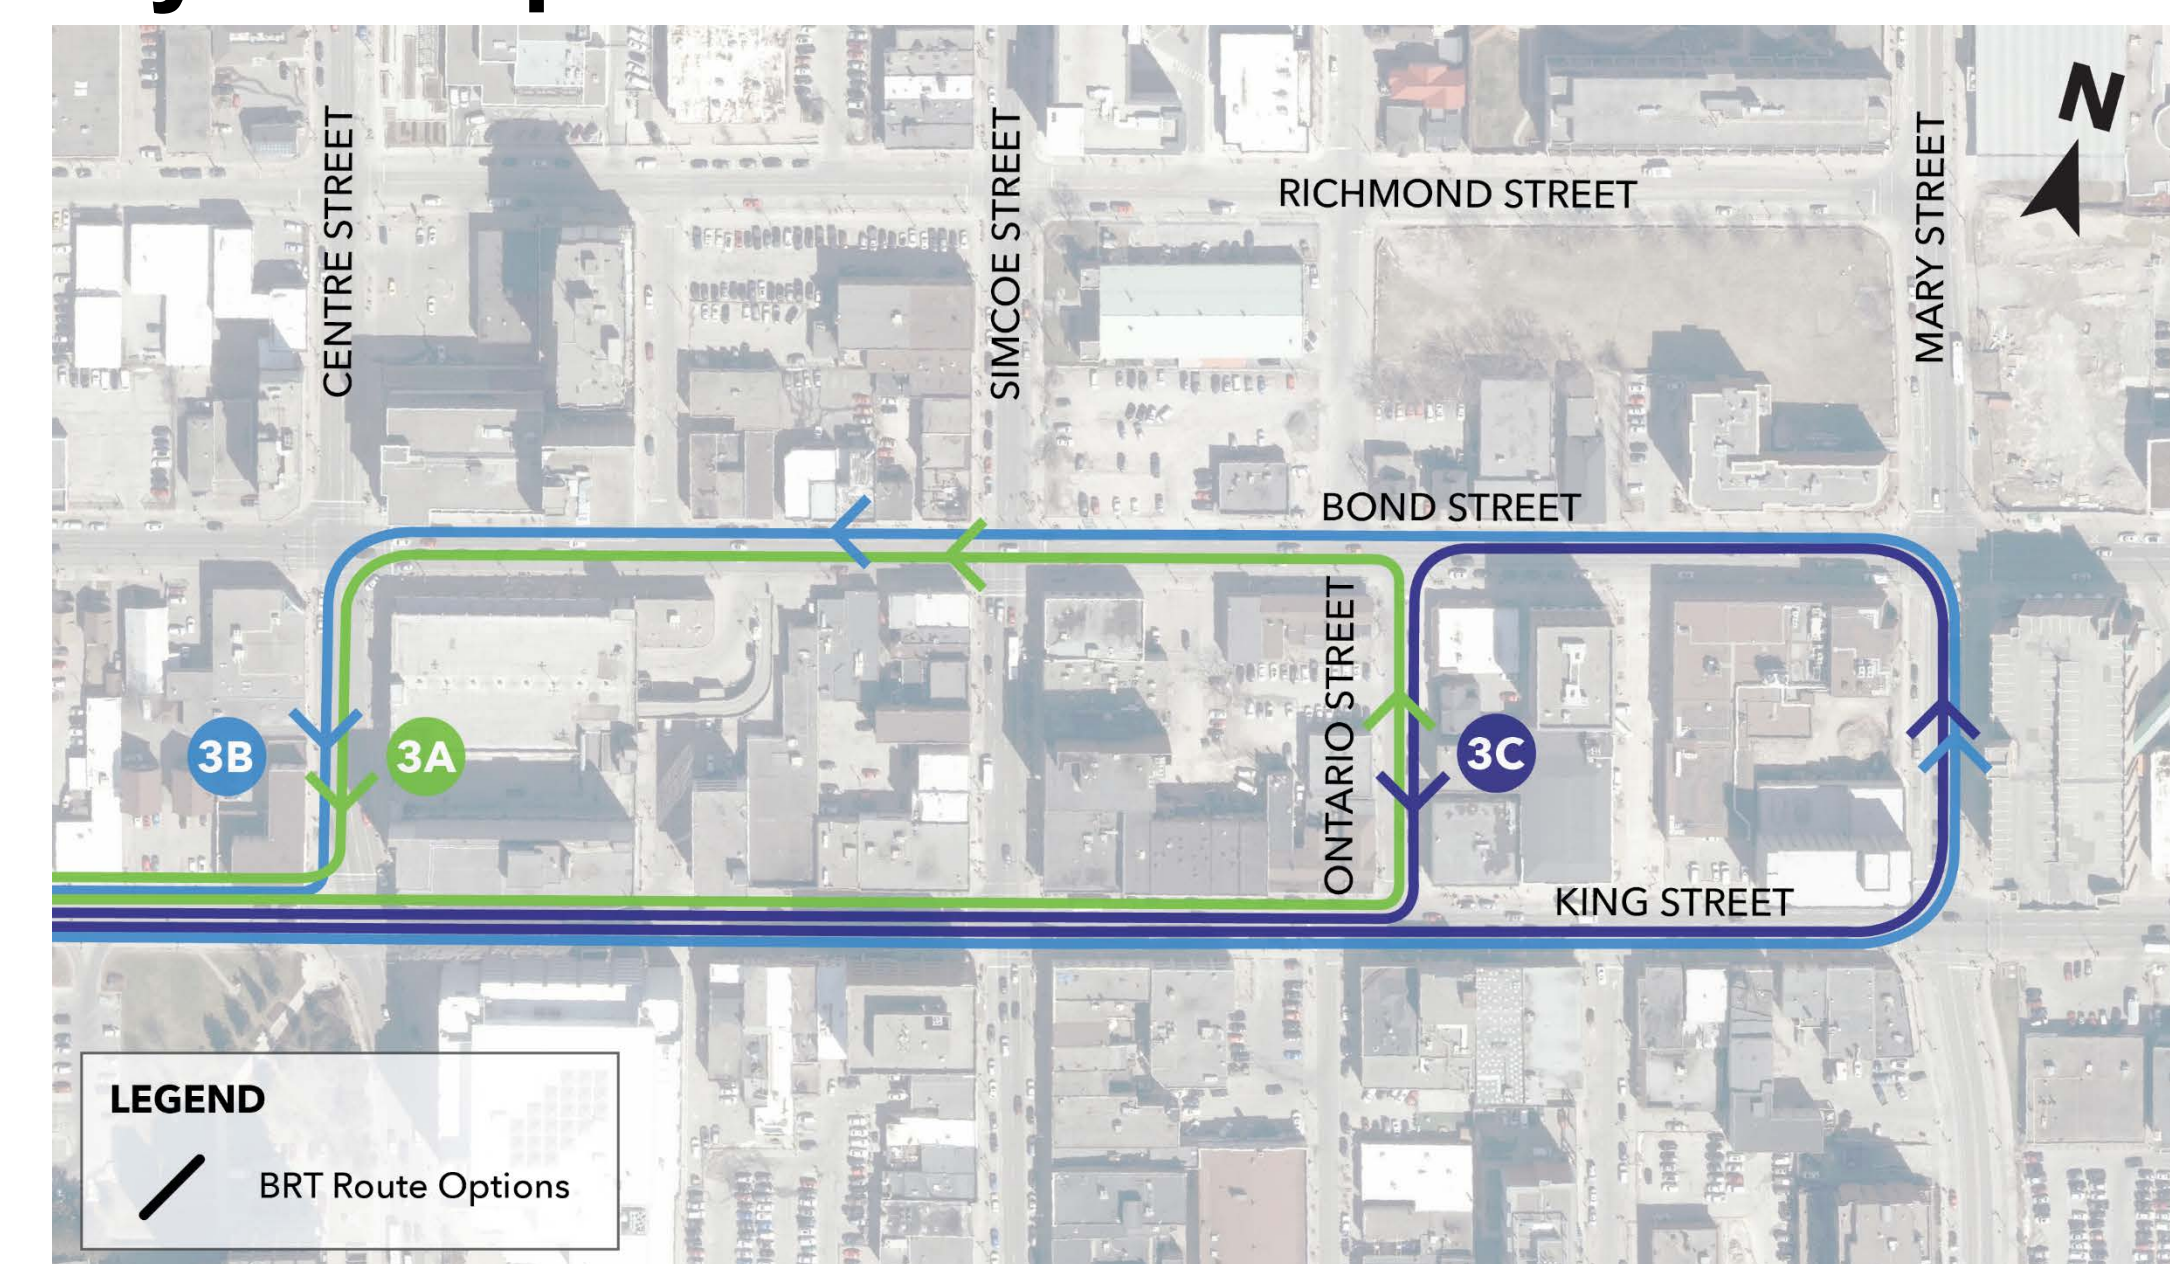 N
CENTRE STREET
SIMCOE STREET
RICHMOND STREET
MARY STREET
BOND STREET
ONTARIO STREET
3B
3A
3C
KING STREET
LEGEND
BRT Route Options